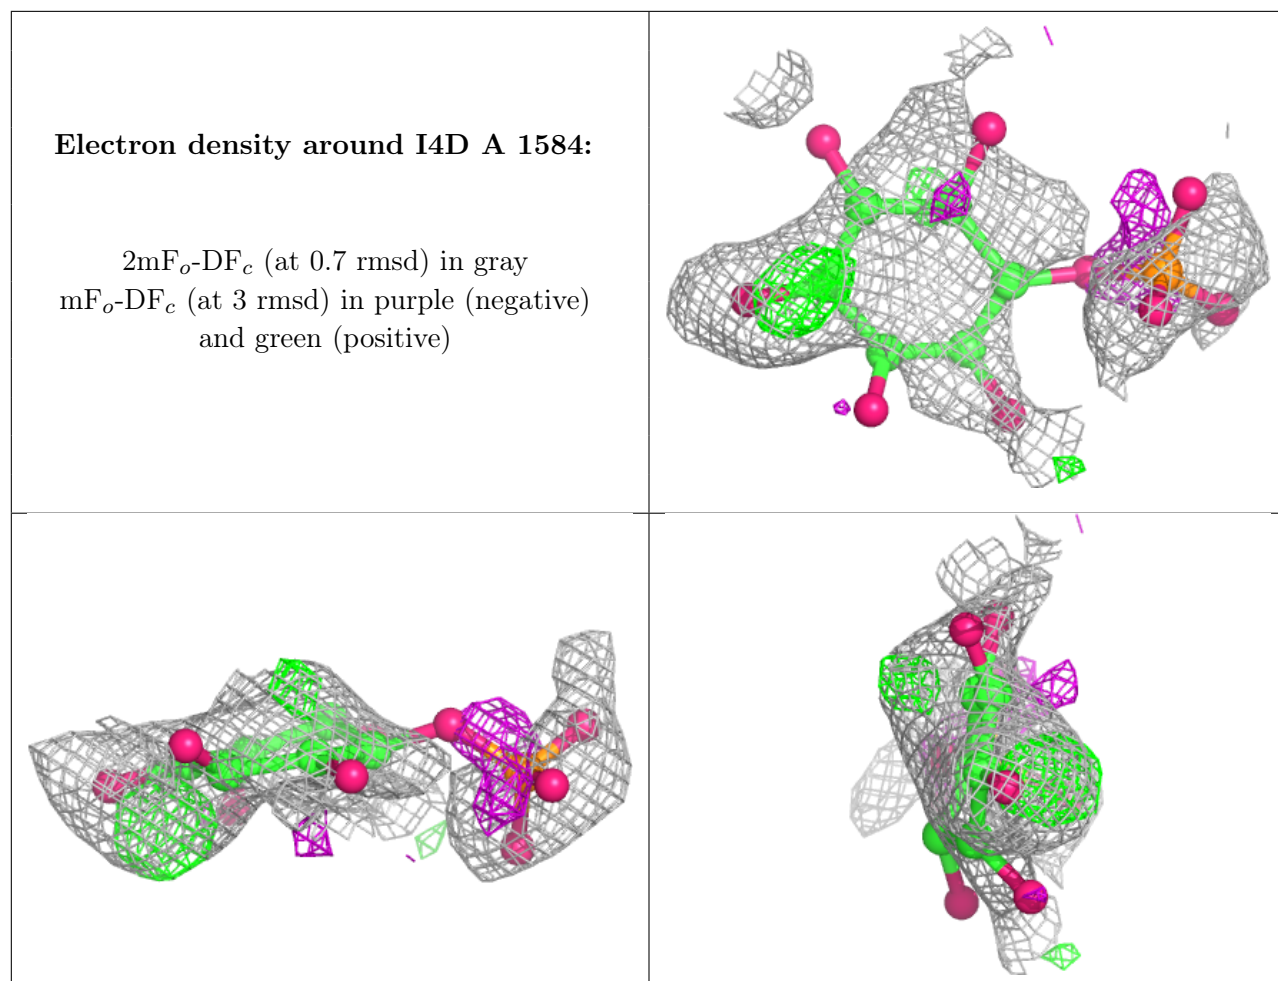 Electron density around I4D A 1584:
2mFo-DFc (at 0.7 rmsd) in gray
mFo-DFc (at 3 rmsd) in purple (negative)
and green (positive)